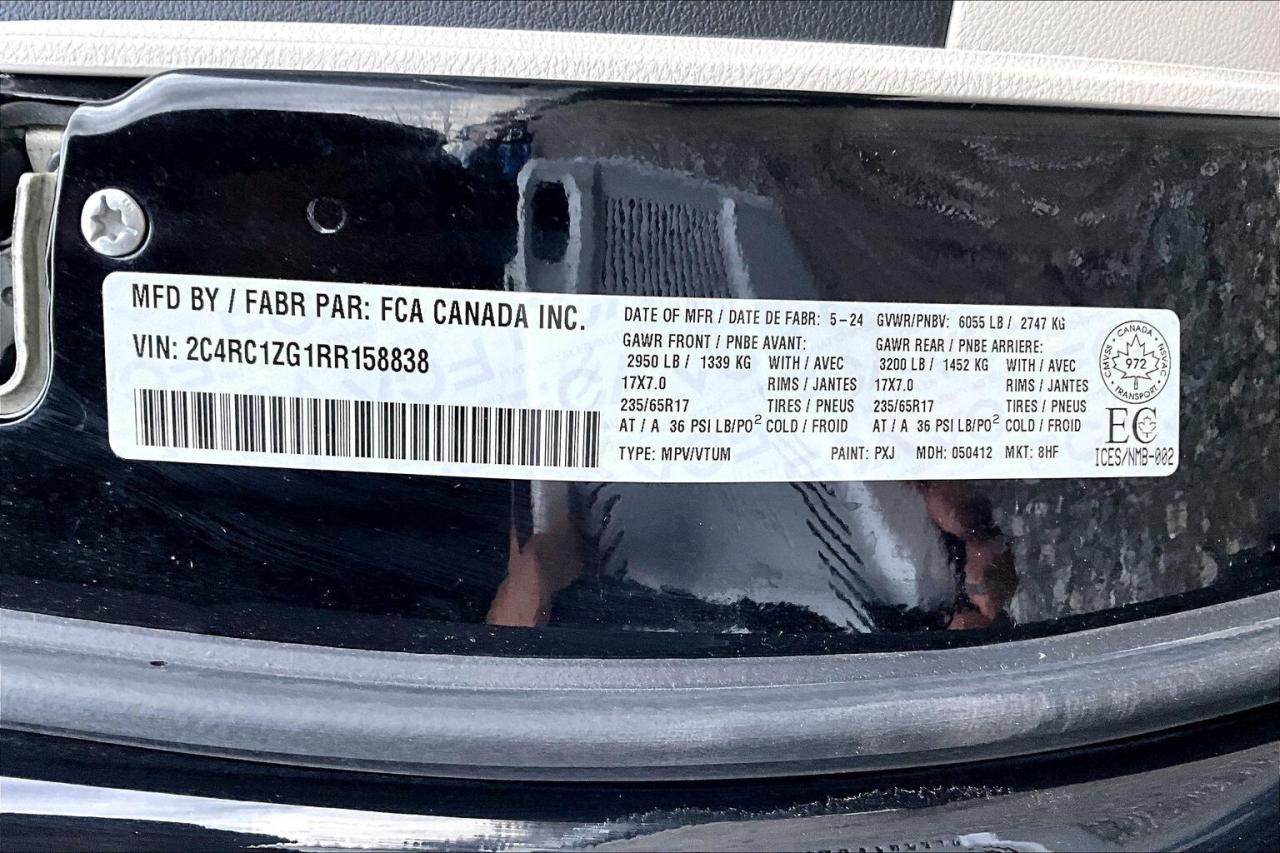 MFD BY / FABR PAR: FCA CANADA INC.
VIN: 2C4RC1ZG1RR158838
DATE OF MFR / DATE DE FABR: 5-24 GVWR/PNBV: 6055 LB / 2747 KG
GAWR FRONT / PNBE AVANT: GAWR REAR / PNBE ARRIERE:
2950 LB / 1339 KG WITH / AVEC 3200 LB / 1452 KG WITH / AVEC
17X7.0 RIMS / JANTES 17X7.0 RIMS / JANTES
235/65R17 TIRES / PNEUS 235/65R17 TIRES / PNEUS
AT / A 36 PSI LB/PO² COLD / FROID AT / A 36 PSI LB/PO² COLD / FROID
TYPE: MPV/VTUM PAINT: PXJ MDH: 050412 MKT: 8HF
CANADA
CMVSS NSVAC
972
TRANSPORT
EC
ICES/NMB-002